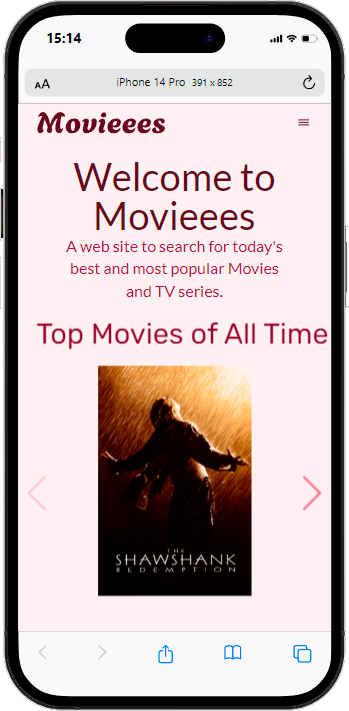 15:14
AA
iPhone 14 Pro 391 x 852
Movieees
Welcome to
Movieees
A web site to search for today's
best and most popular Movies
and TV series.
Top Movies of All Time
THE
SHAWSHANK
REDEMPTION